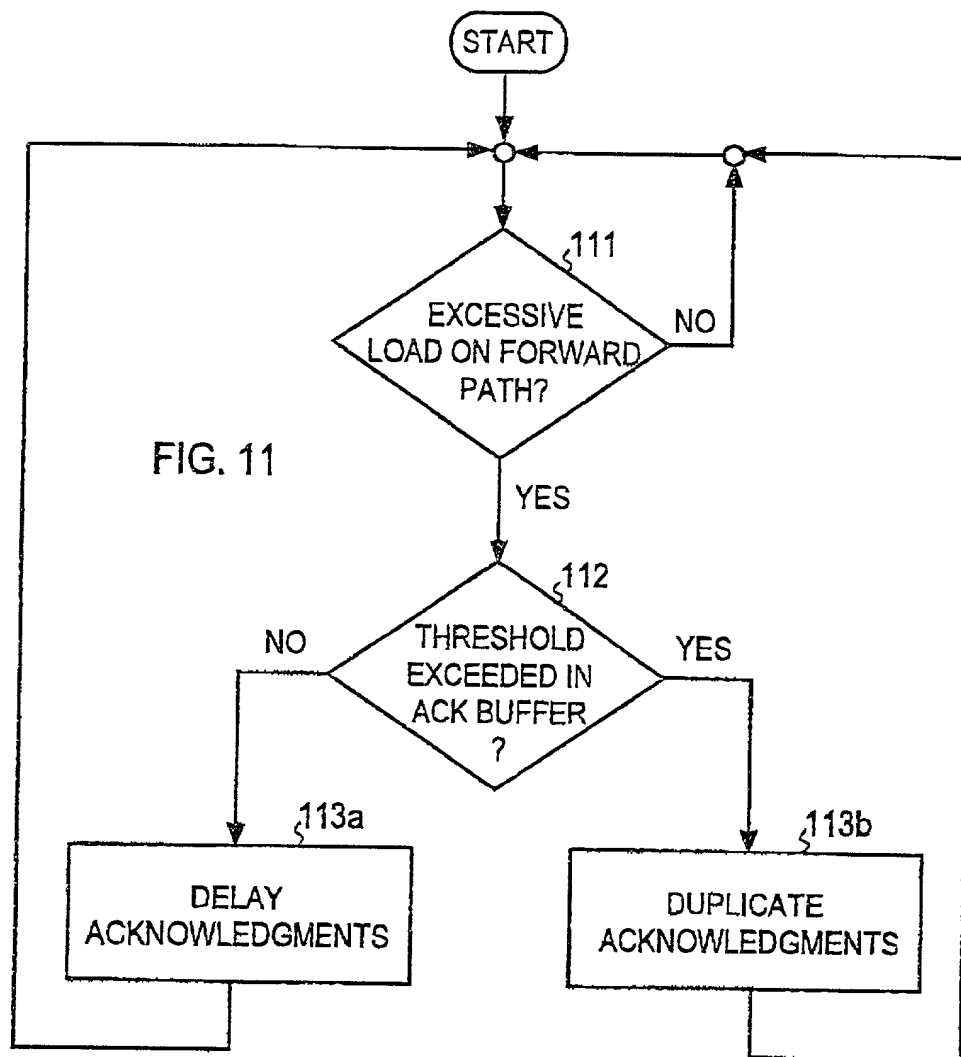 START
111
EXCESSIVE
LOAD ON FORWARD
PATH?
NO
FIG. 11
YES
112
NO
THRESHOLD
EXCEEDED IN
ACK BUFFER
?
YES
113a
DELAY
ACKNOWLEDGMENTS
113b
DUPLICATE
ACKNOWLEDGMENTS